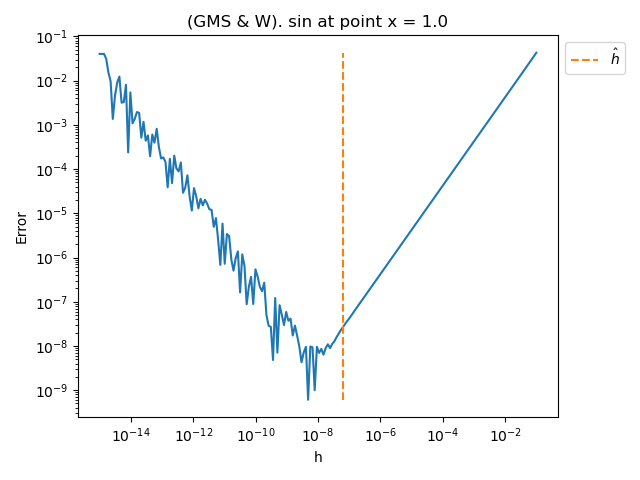 (GMS & W). sin at point x = 1.0
ĥ
Error
10⁻¹
10⁻²
10⁻³
10⁻⁴
10⁻⁵
10⁻⁶
10⁻⁷
10⁻⁸
10⁻⁹
10⁻¹⁴ 10⁻¹² 10⁻¹⁰ 10⁻⁸ 10⁻⁶ 10⁻⁴ 10⁻²
h